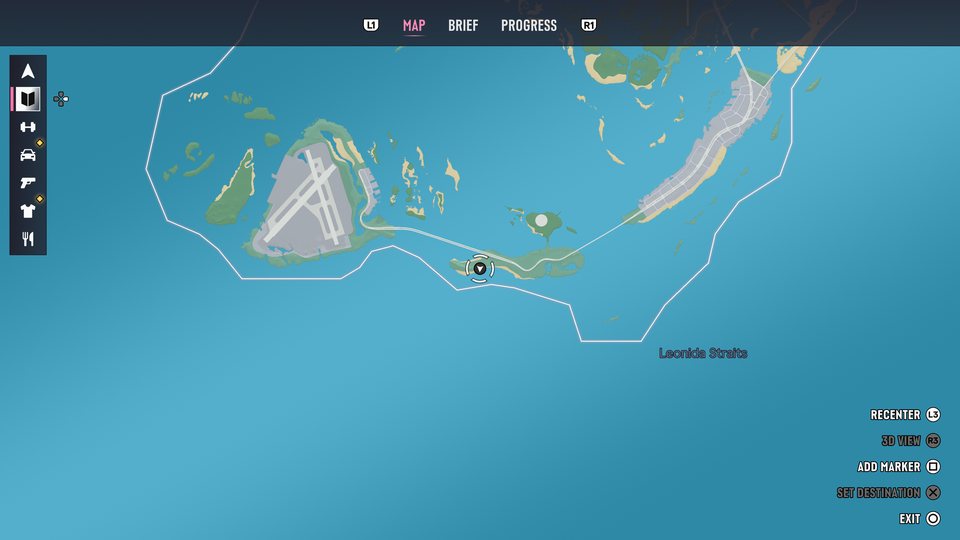 L1 MAP BRIEF PROGRESS R1
Leonida Straits
RECENTER L3
3D VIEW R3
ADD MARKER
SET DESTINATION
EXIT